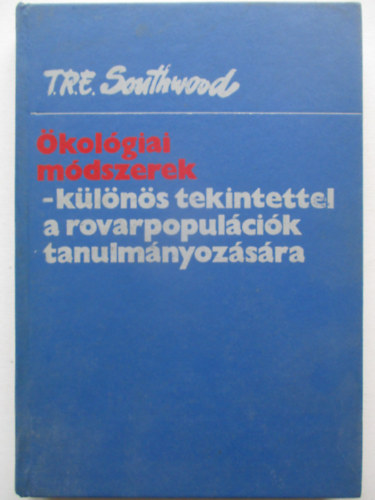 T.R.E. Southwood
Ökológiai
módszerek
-különös tekintettel
a rovarpopulációk
tanulmányozására